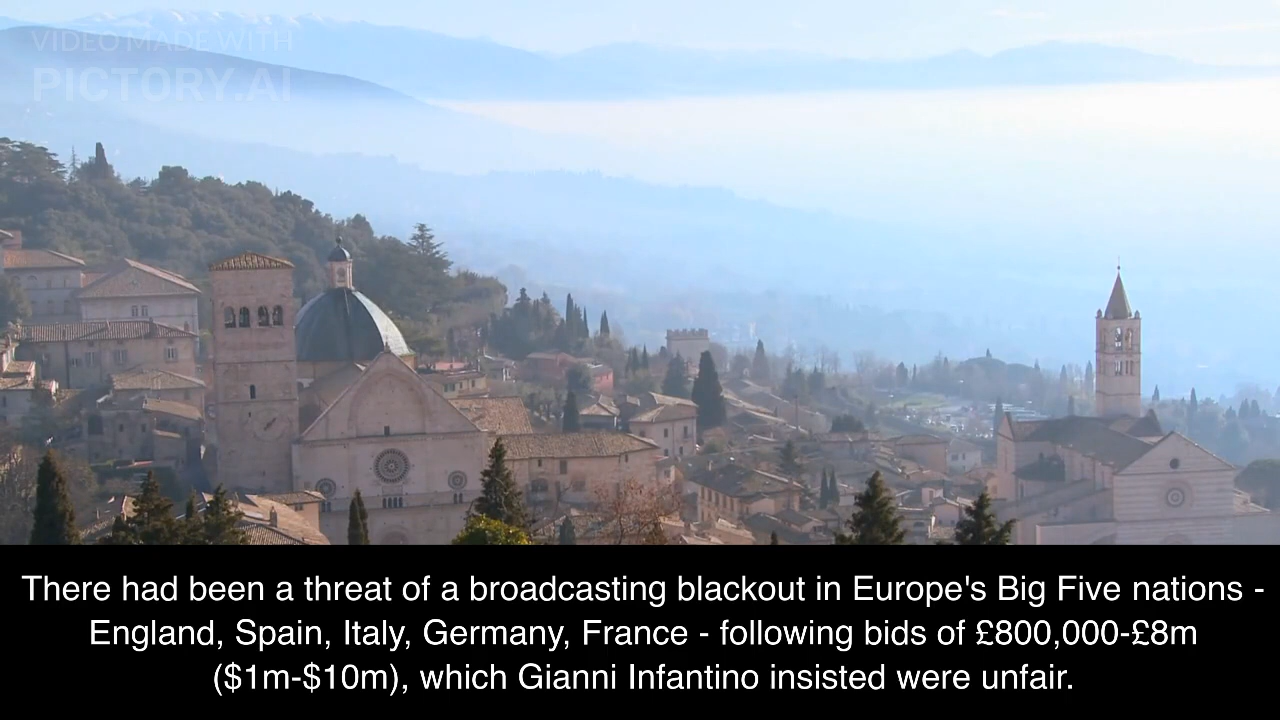 VIDEO MADE WITH
PICTORY.AI
There had been a threat of a broadcasting blackout in Europe's Big Five nations -
England, Spain, Italy, Germany, France - following bids of £800,000-£8m
($1m-$10m), which Gianni Infantino insisted were unfair.